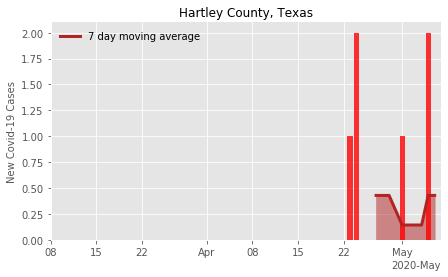 Hartley County, Texas
7 day moving average
New Covid-19 Cases
2.00
1.75
1.50
1.25
1.00
0.75
0.50
0.25
0.00
08 15 22 Apr 08 15 22 May
2020-May